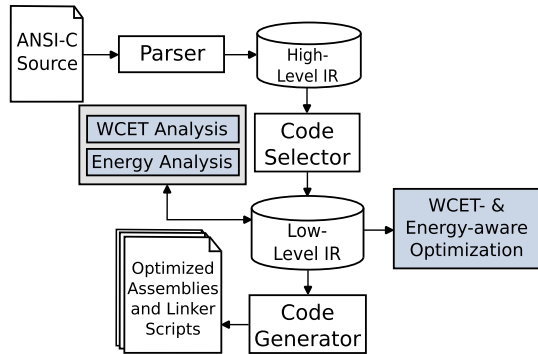 ANSI-C
Source
Parser
High-
Level IR
WCET Analysis
Energy Analysis
Code
Selector
Low-
Level IR
WCET- &
Energy-aware
Optimization
Optimized
Assemblies
and Linker
Scripts
Code
Generator